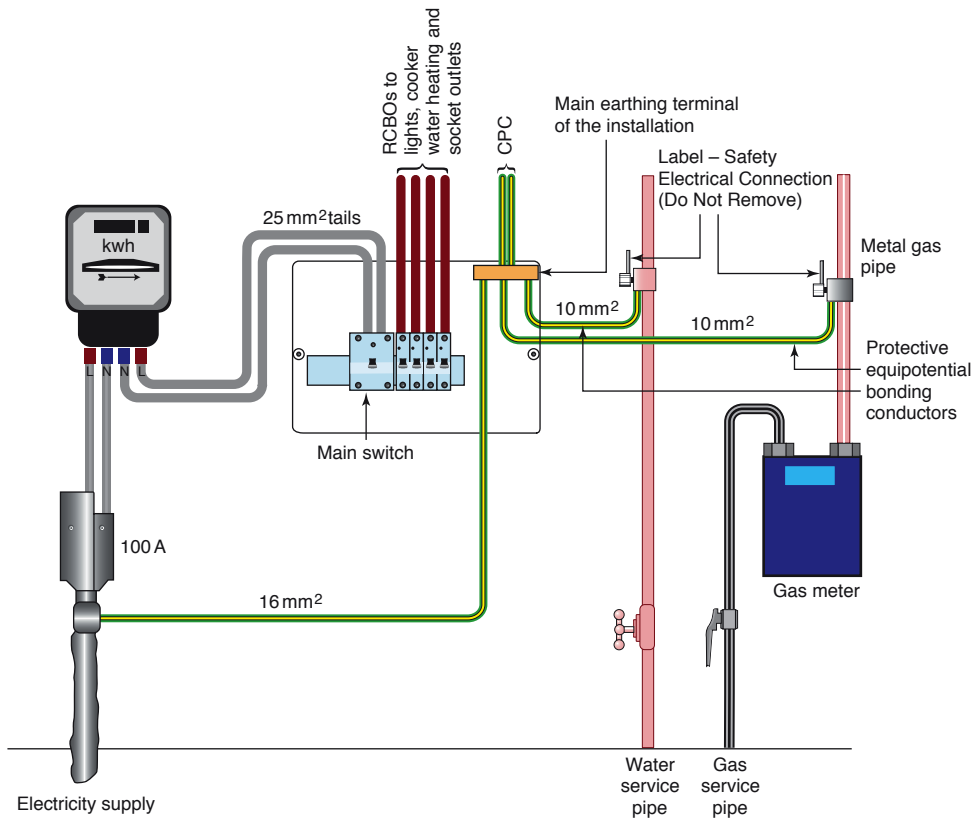 RCBOs to
lights, cooker
water heating and
socket outlets
CPC
Main earthing terminal
of the installation
Label – Safety
Electrical Connection
(Do Not Remove)
25 mm² tails
kwh
Metal gas
pipe
10 mm²
10 mm²
L N N L
Protective
equipotential
bonding
conductors
Main switch
100 A
Gas meter
16 mm²
Water
service
pipe
Gas
service
pipe
Electricity supply